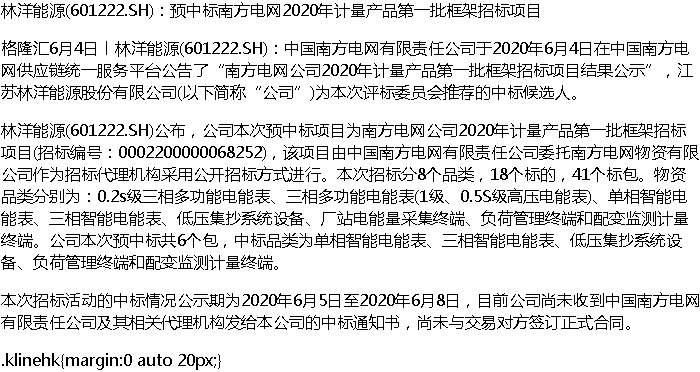 林洋能源(601222.SH)：预中标南方电网2020年计量产品第一批框架招标项目
格隆汇6月4日丨林洋能源(601222.SH)：中国南方电网有限责任公司于2020年6月4日在中国南方电
网供应链统一服务平台公告了“南方电网公司2020年计量产品第一批框架招标项目结果公示”，江
苏林洋能源股份有限公司(以下简称“公司”)为本次评标委员会推荐的中标候选人。
林洋能源(601222.SH)公布，公司本次预中标项目为南方电网公司2020年计量产品第一批框架招标
项目(招标编号：0002200000068252)，该项目由中国南方电网有限责任公司委托南方电网物资有限
公司作为招标代理机构采用公开招标方式进行。本次招标分8个品类，18个标的，41个标包。物资
品类分别为：0.2s级三相多功能电能表、三相多功能电能表(1级、0.5S级高压电能表)、单相智能电
能表、三相智能电能表、低压集抄系统设备、厂站电能量采集终端、负荷管理终端和配变监测计量
终端。公司本次预中标共6个包，中标品类为单相智能电能表、三相智能电能表、低压集抄系统设
备、负荷管理终端和配变监测计量终端。
本次招标活动的中标情况公示期为2020年6月5日至2020年6月8日，目前公司尚未收到中国南方电网
有限责任公司及其相关代理机构发给本公司的中标通知书，尚未与交易对方签订正式合同。
.klinehk{margin:0 auto 20px;}